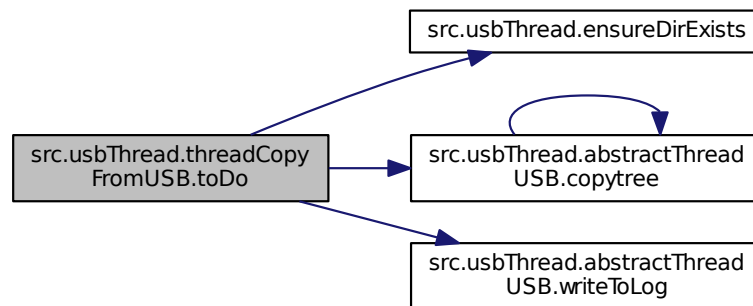 src.usbThread.ensureDirExists
src.usbThread.threadCopy
FromUSB.toDo
src.usbThread.abstractThread
USB.copytree
src.usbThread.abstractThread
USB.writeToLog